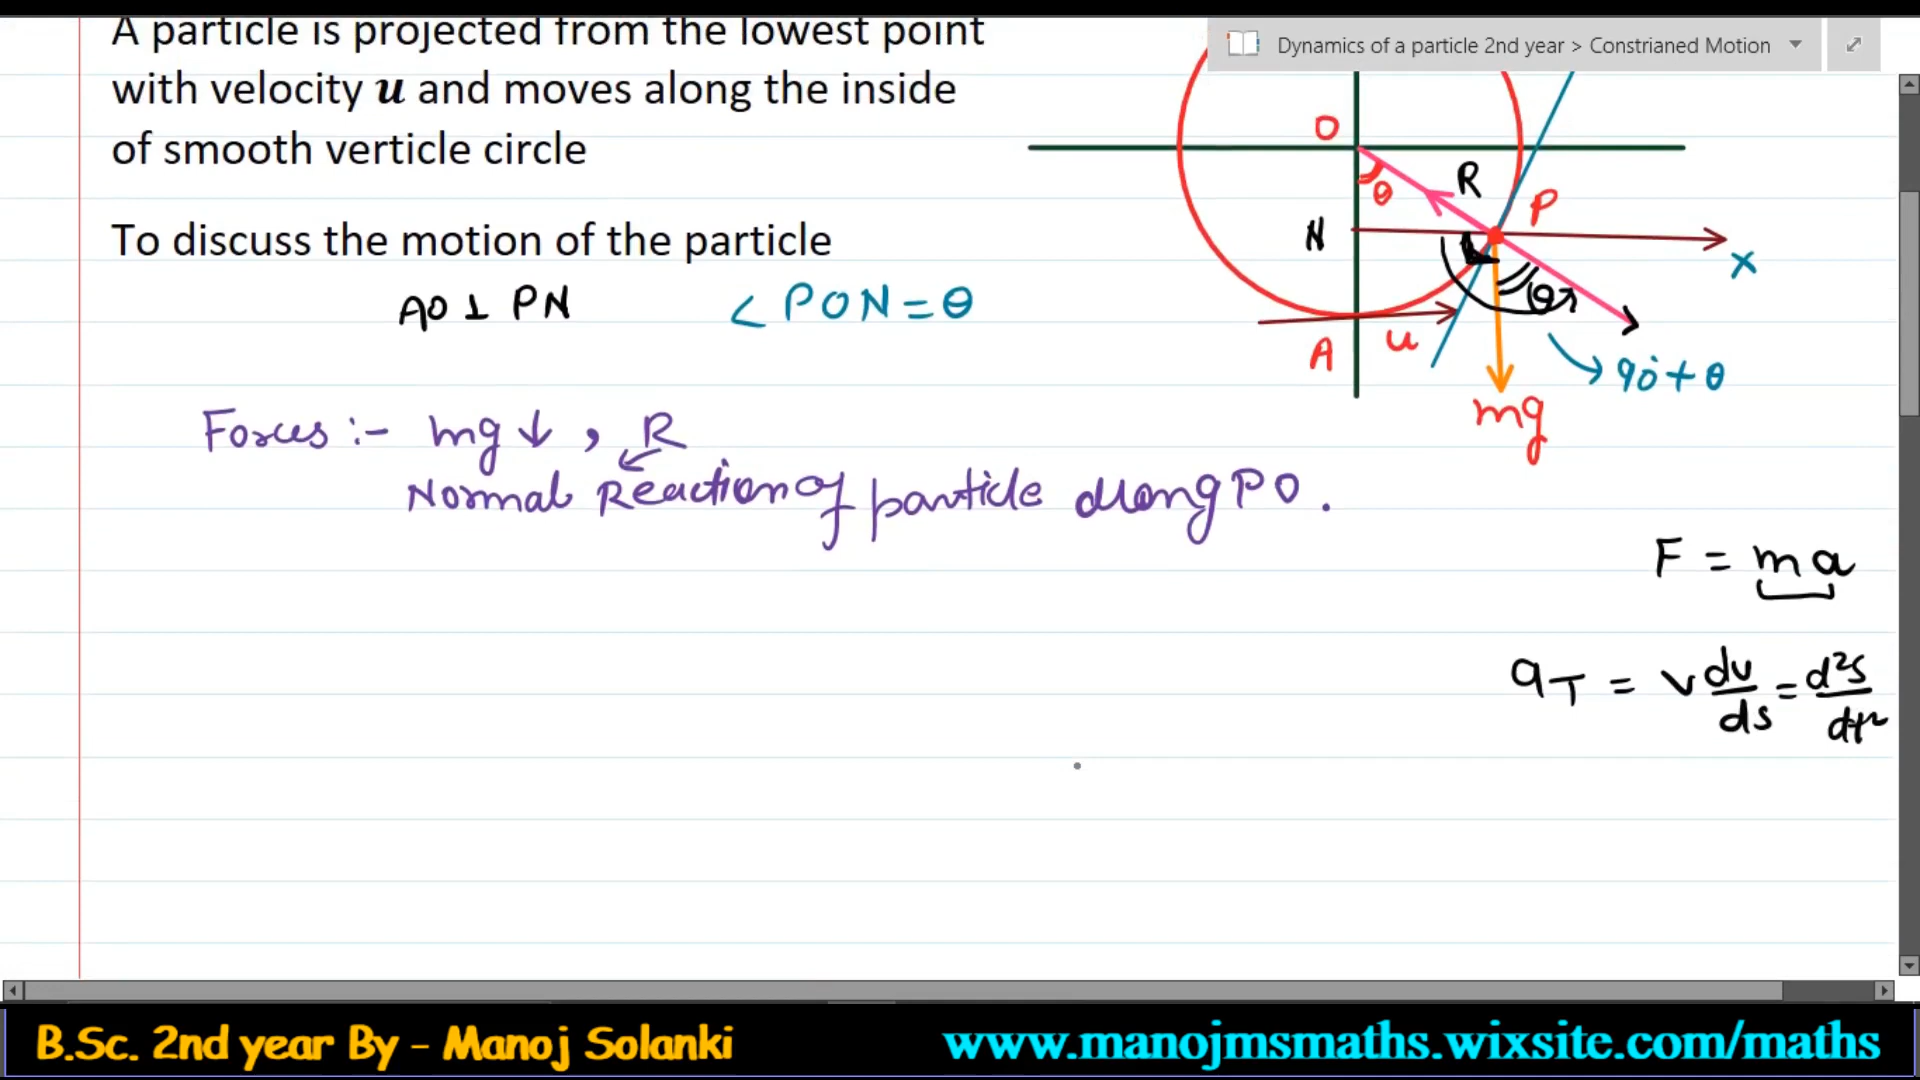 A particle is projected from the lowest point
with velocity u and moves along the inside
of smooth verticle circle
To discuss the motion of the particle
AO ⊥ PN < PON = θ
Forces :- mg ↓ , R
Normal Reaction of particle along PO .
Dynamics of a particle 2nd year > Constrianed Motion
O
θ
R
P
N
x
θ
A
u
90° + θ
mg
F = ma
aT = v dv/ds = d²s/dt²
B.Sc. 2nd year By - Manoj Solanki
www.manojmsmaths.wixsite.com/maths